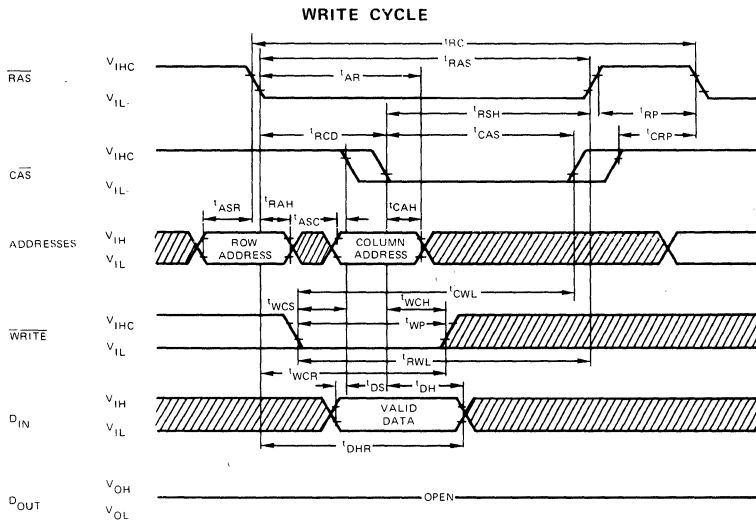 WRITE CYCLE
tRC
RAS
VIHC
VIL
tRAS
tAR
tRSH
tRP
tRCD
tCAS
tCRP
CAS
VIHC
VIL
tASR
tRAH
tASC
tCAH
ADDRESSES
VIH
VIL
ROW
ADDRESS
COLUMN
ADDRESS
tCWL
tWCS
tWCH
WRITE
VIHC
VIL
tWP
tRWL
tWCR
tDS
tDH
DIN
VIH
VIL
VALID
DATA
tDHR
DOUT
VOH
VOL
OPEN